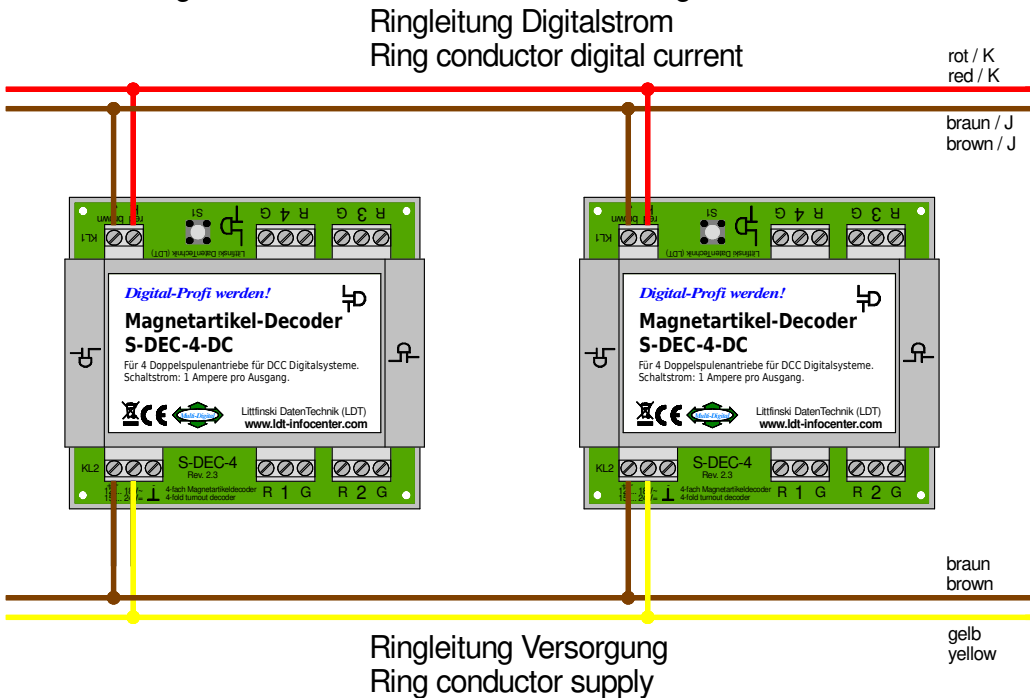 Ringleitung Digitalstrom
Ring conductor digital current
rot / K
red / K
braun / J
brown / J
KL1
S1
G 4 R
G 3 R
Littfinski DatenTechnik (LDT)
Digital-Profi werden!
Magnetartikel-Decoder
S-DEC-4-DC
Für 4 Doppelspulenantriebe für DCC Digitalsysteme.
Schaltstrom: 1 Ampere pro Ausgang.
CE
Multi-Digital
Littfinski DatenTechnik (LDT)
www.ldt-infocenter.com
KL2
S-DEC-4
Rev. 2.3
4-fach Magnetartikeldecoder
4-fold turnout decoder
R 1 G
R 2 G
KL1
S1
G 4 R
G 3 R
Littfinski DatenTechnik (LDT)
Digital-Profi werden!
Magnetartikel-Decoder
S-DEC-4-DC
Für 4 Doppelspulenantriebe für DCC Digitalsysteme.
Schaltstrom: 1 Ampere pro Ausgang.
CE
Multi-Digital
Littfinski DatenTechnik (LDT)
www.ldt-infocenter.com
KL2
S-DEC-4
Rev. 2.3
4-fach Magnetartikeldecoder
4-fold turnout decoder
R 1 G
R 2 G
braun
brown
gelb
yellow
Ringleitung Versorgung
Ring conductor supply